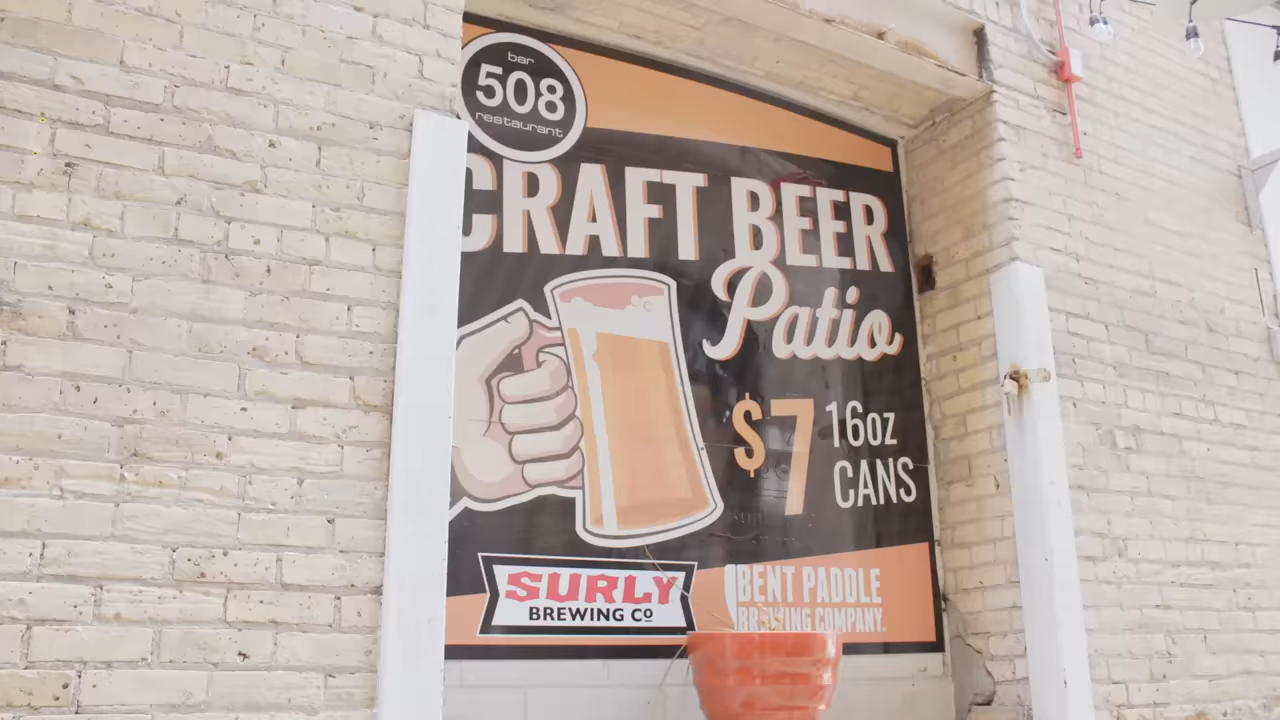 bar
508
restaurant
CRAFT BEER
Patio
$7
16oz
CANS
SURLY
BREWING Cº
BENT PADDLE
BREWING COMPANY.